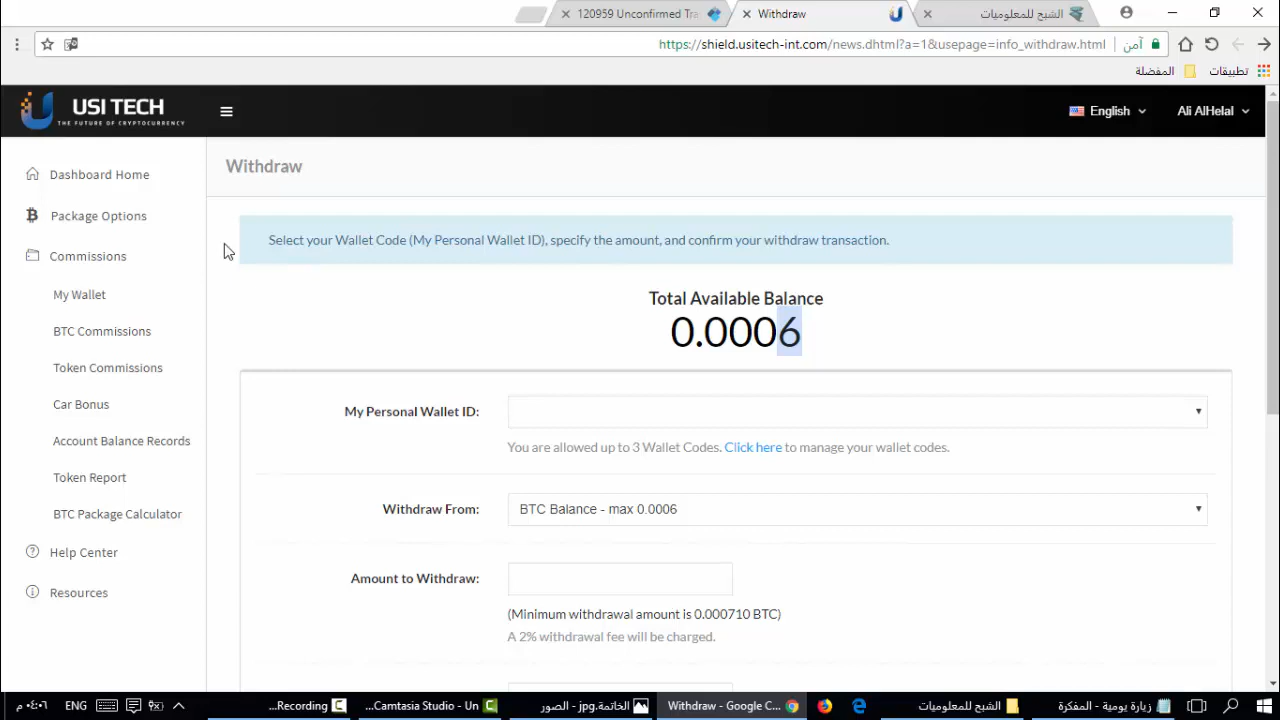 120959 Unconfirmed Tra
Withdraw
الشبح للمعلوميات
https://shield.usitech-int.com/news.dhtml?a=1&usepage=info_withdraw.html
آمن
تطبيقات
المفضلة
USI TECH
THE FUTURE OF CRYPTOCURRENCY
English
Ali AlHelal
Dashboard Home
Package Options
Commissions
My Wallet
BTC Commissions
Token Commissions
Car Bonus
Account Balance Records
Token Report
BTC Package Calculator
Help Center
Resources
Withdraw
Select your Wallet Code (My Personal Wallet ID), specify the amount, and confirm your withdraw transaction.
Total Available Balance
0.0006
My Personal Wallet ID:
You are allowed up to 3 Wallet Codes. Click here to manage your wallet codes.
Withdraw From:
BTC Balance - max 0.0006
Amount to Withdraw:
(Minimum withdrawal amount is 0.000710 BTC)
A 2% withdrawal fee will be charged.
٠٤:٠٦ م
ENG
...Recording
...Camtasia Studio - Un
الخاتمة.jpg - الصور
Withdraw - Google C...
الشبح للمعلوميات
زيارة يومية - المفكرة